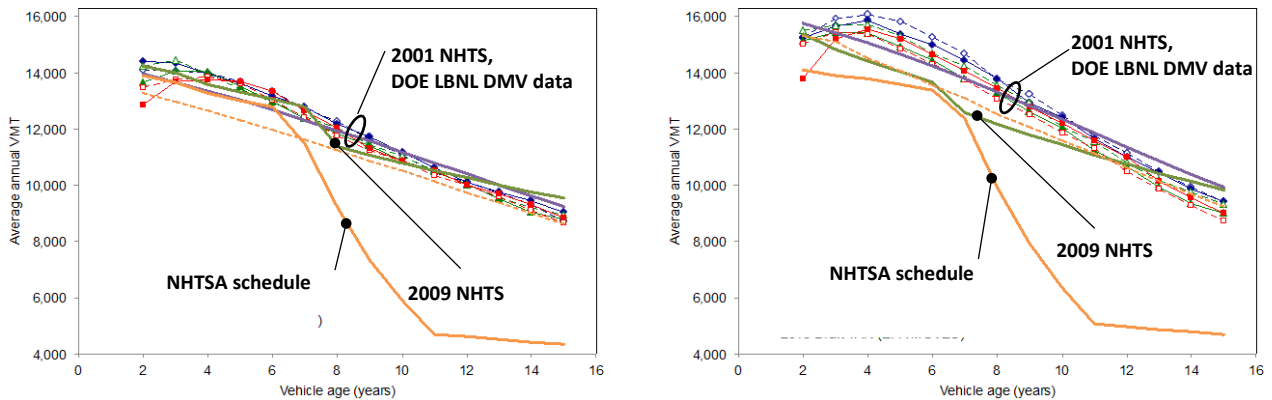 16,000
14,000
12,000
10,000
8,000
6,000
4,000
Average annual VMT
0 2 4 6 8 10 12 14 16
Vehicle age (years)
2001 NHTS,
DOE LBNL DMV data
NHTSA schedule
2009 NHTS
)
16,000
14,000
12,000
10,000
8,000
6,000
4,000
Average annual VMT
0 2 4 6 8 10 12 14 16
Vehicle age (years)
2001 NHTS,
DOE LBNL DMV data
2009 NHTS
NHTSA schedule